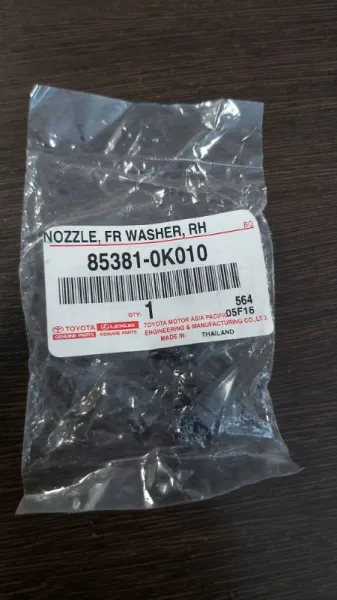 NOZZLE, FR WASHER, RH
BG
85381-0K010
QTY:
1
564
05F16
TOYOTA
GENUINE PARTS
LEXUS
GENUINE PARTS
TOYOTA MOTOR ASIA PACIFIC
ENGINEERING & MANUFACTURING CO.,LTD
MADE IN THAILAND